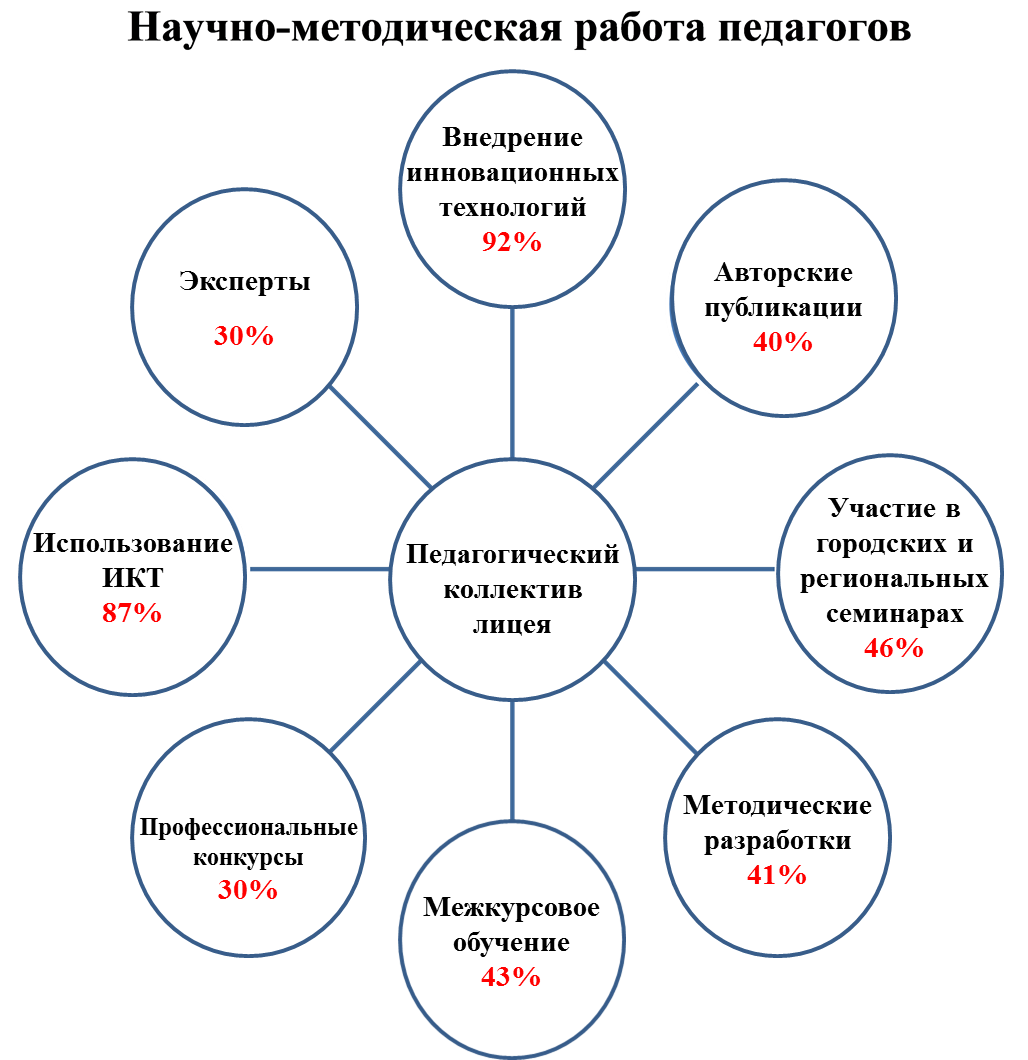 Научно-методическая работа педагогов
Внедрение
инновационных
технологий
92%
Авторские
публикации
40%
Участие в
городских и
региональных
семинарах
46%
Методические
разработки
41%
Межкурсовое
обучение
43%
Профессиональные
конкурсы
30%
Использование
ИКТ
87%
Эксперты
30%
Педагогический
коллектив
лицея